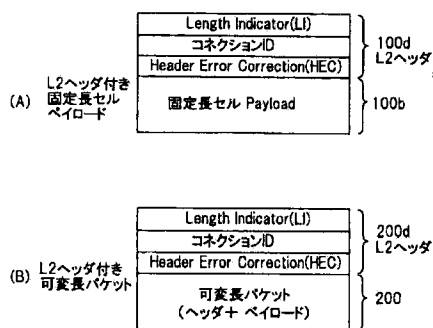 Length Indicator(LI)
コネクションID
Header Error Correction(HEC)
100d
L2ヘッダ
(A)
L2ヘッダ付き
固定長セル
ペイロード
固定長セル Payload
100b
Length Indicator(LI)
コネクションID
Header Error Correction(HEC)
200d
L2ヘッダ
(B)
L2ヘッダ付き
可変長パケット
可変長パケット
(ヘッダ+ ペイロード)
200